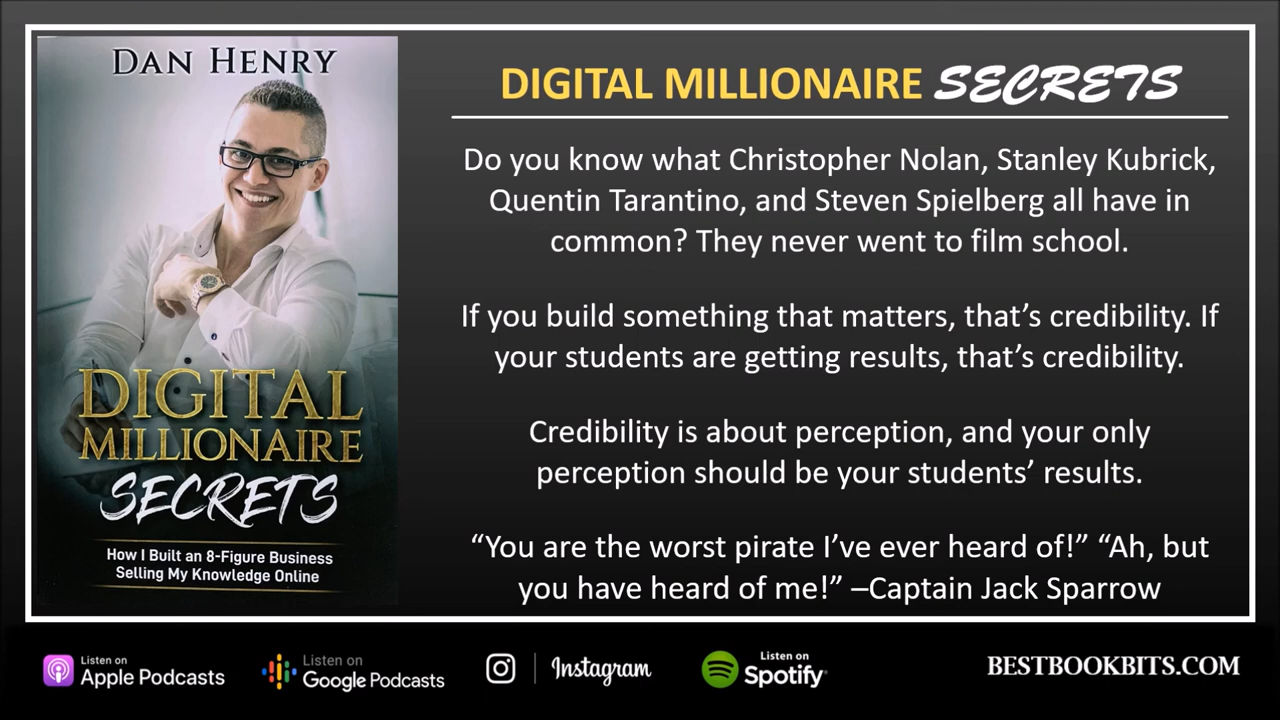 DAN HENRY
DIGITAL
MILLIONAIRE
SECRETS
How I Built an 8-Figure Business
Selling My Knowledge Online
DIGITAL MILLIONAIRE SECRETS
Do you know what Christopher Nolan, Stanley Kubrick,
Quentin Tarantino, and Steven Spielberg all have in
common? They never went to film school.
If you build something that matters, that’s credibility. If
your students are getting results, that’s credibility.
Credibility is about perception, and your only
perception should be your students’ results.
“You are the worst pirate I’ve ever heard of!” “Ah, but
you have heard of me!” –Captain Jack Sparrow
Listen on
Apple Podcasts
Listen on
Google Podcasts
Instagram
Listen on
Spotify
BESTBOOKBITS.COM